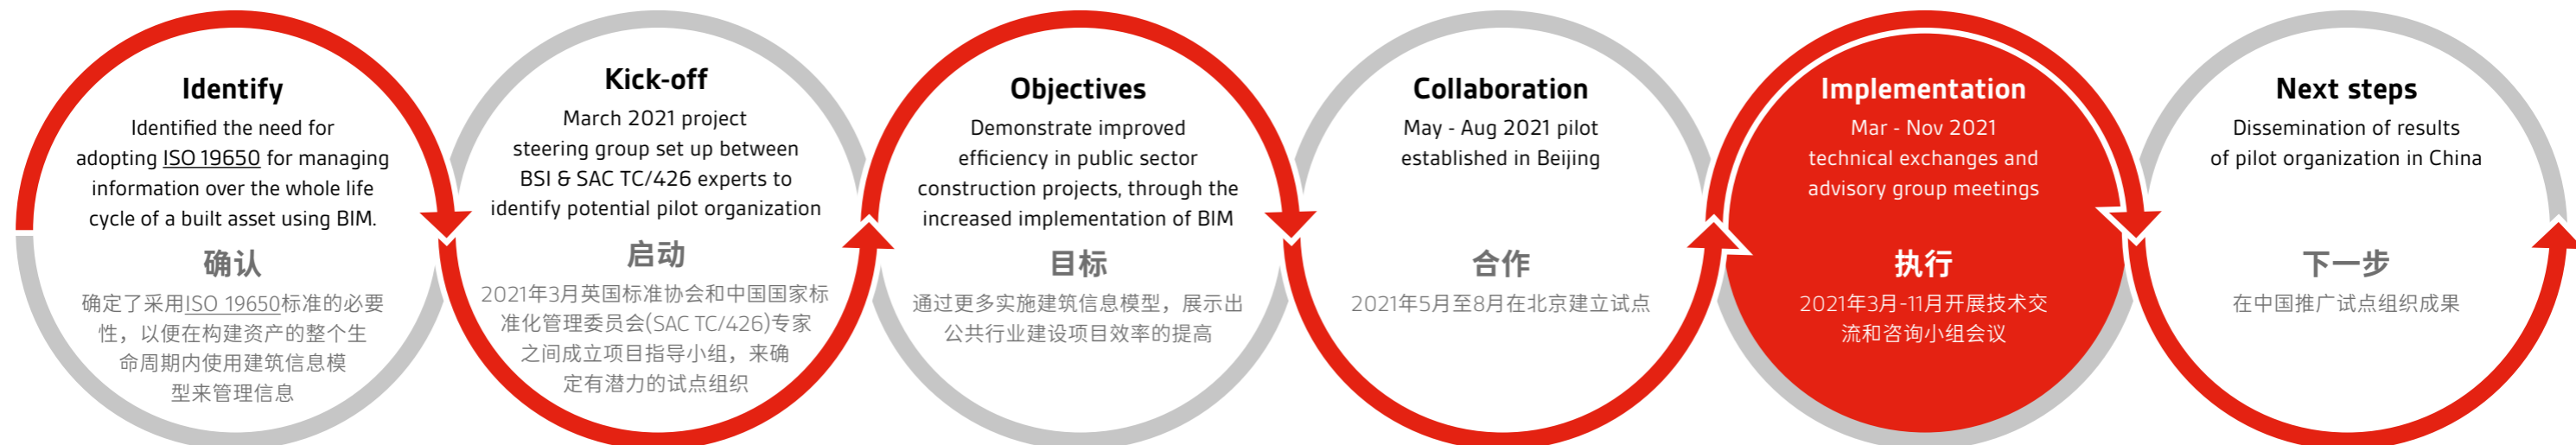 Identify
Identified the need for
adopting ISO 19650 for managing
information over the whole life
cycle of a built asset using BIM.
确认
确定了采用ISO 19650标准的必要
性，以便在构建资产的整个生
命周期内使用建筑信息模
型来管理信息
Kick-off
March 2021 project
steering group set up between
BSI & SAC TC/426 experts to
identify potential pilot organization
启动
2021年3月英国标准协会和中国国家标
准化管理委员会(SAC TC/426)专家
之间成立项目指导小组，来确
定有潜力的试点组织
Objectives
Demonstrate improved
efficiency in public sector
construction projects, through the
increased implementation of BIM
目标
通过更多实施建筑信息模型，展示出
公共行业建设项目效率的提高
Collaboration
May - Aug 2021 pilot
established in Beijing
合作
2021年5月至8月在北京建立试点
Implementation
Mar - Nov 2021
technical exchanges and
advisory group meetings
执行
2021年3月-11月开展技术交
流和咨询小组会议
Next steps
Dissemination of results
of pilot organization in China
下一步
在中国推广试点组织成果